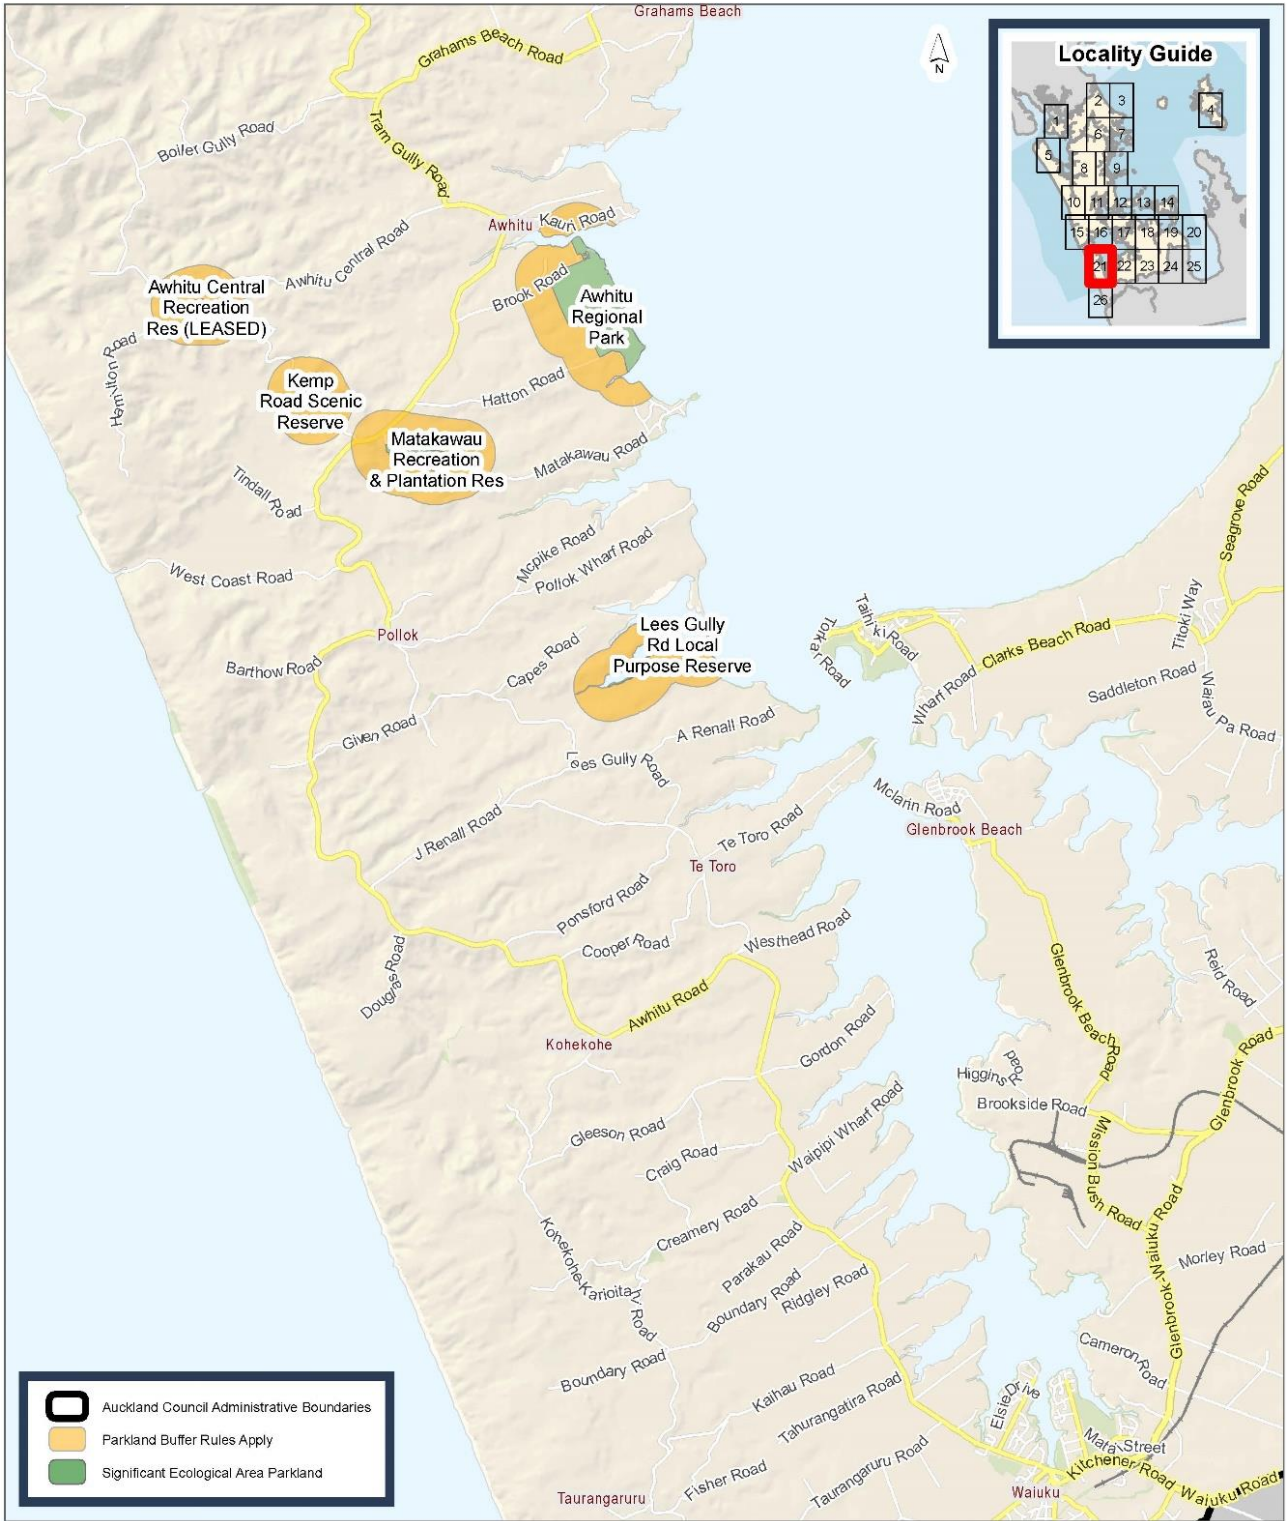 Grahams Beach
Grahams Beach Road
N
Locality Guide
1
2
3
4
5
6
7
8
9
10
11
12
13
14
15
16
17
18
19
20
21
22
23
24
25
26
Boiler Gully Road
Tram Gully Road
Awhitu
Kauri Road
Awhitu Central Road
Brook Road
Awhitu Central
Recreation
Res (LEASED)
Awhitu
Regional
Park
Hamilton Road
Hatton Road
Kemp
Road Scenic
Reserve
Matakawau
Recreation
& Plantation Res
Matakawau Road
Tindall Road
Seagrove Road
Mcpike Road
Pollok Wharf Road
West Coast Road
Pollok
Lees Gully
Rd Local
Purpose Reserve
Torkar Road
Taihiki Road
Titoki Way
Clarks Beach Road
Barthow Road
Capes Road
Wharf Road
Saddleton Road
Waiau Pa Road
Given Road
A Renall Road
Lees Gully Road
Mclarin Road
Glenbrook Beach
J Renall Road
Te Toro Road
Te Toro
Ponsford Road
Cooper Road
Westhead Road
Douglas Road
Glenbrook Beach Road
Reid Road
Awhitu Road
Kohekohe
Gordon Road
Higgins Road
Brookside Road
Glenbrook Road
Gleeson Road
Craig Road
Waipipi Wharf Road
Mission Bush Road
Kohekohe-Karioitahi Road
Creamery Road
Parakau Road
Boundary Road
Ridgley Road
Glenbrook-Waiuku Road
Morley Road
Boundary Road
Cameron Road
Kaihau Road
Tahurangatira Road
Elsie Drive
Mata Street
Kitchener Road
Waiuku Road
Fisher Road
Taurangaruru Road
Taurangaruru
Waiuku
Auckland Council Administrative Boundaries
Parkland Buffer Rules Apply
Significant Ecological Area Parkland